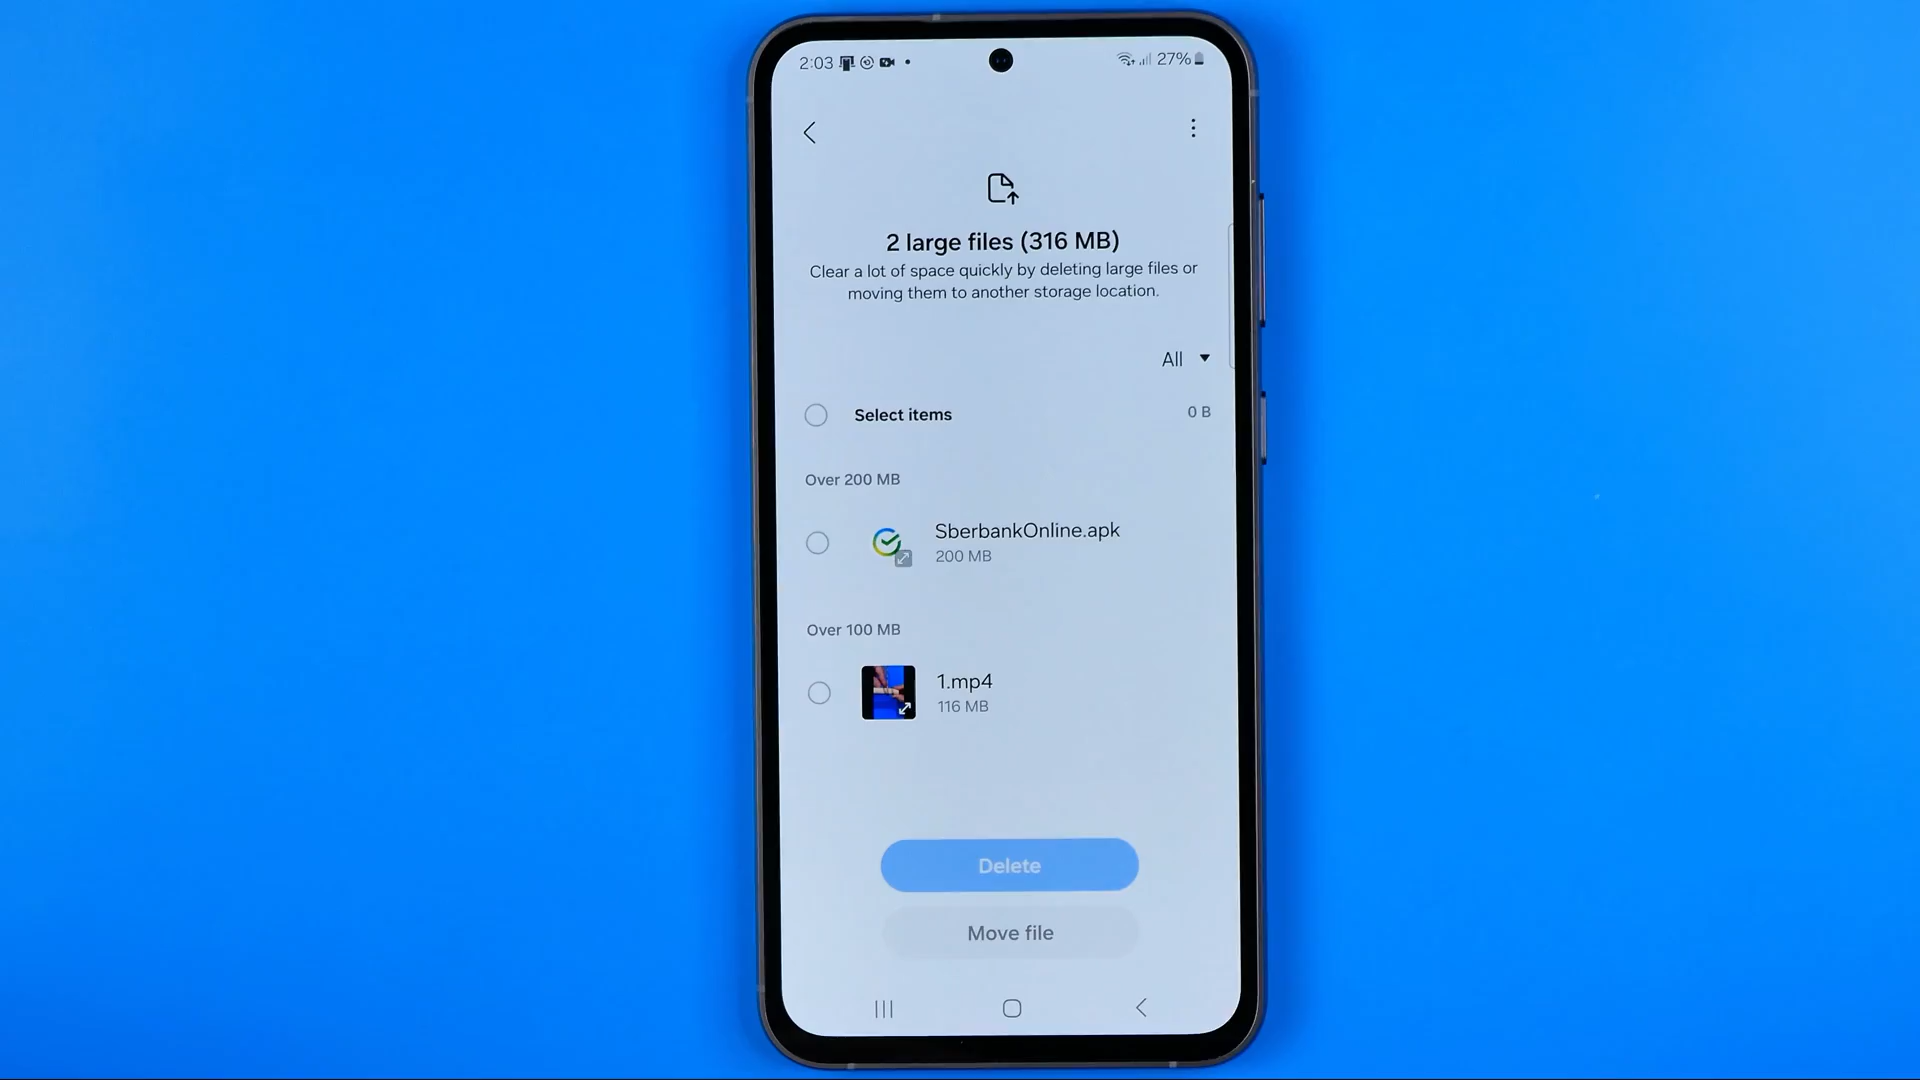 2:03
27%
2 large files (316 MB)
Clear a lot of space quickly by deleting large files or
moving them to another storage location.
All
Select items
0 B
Over 200 MB
SberbankOnline.apk
200 MB
Over 100 MB
1.mp4
116 MB
Delete
Move file